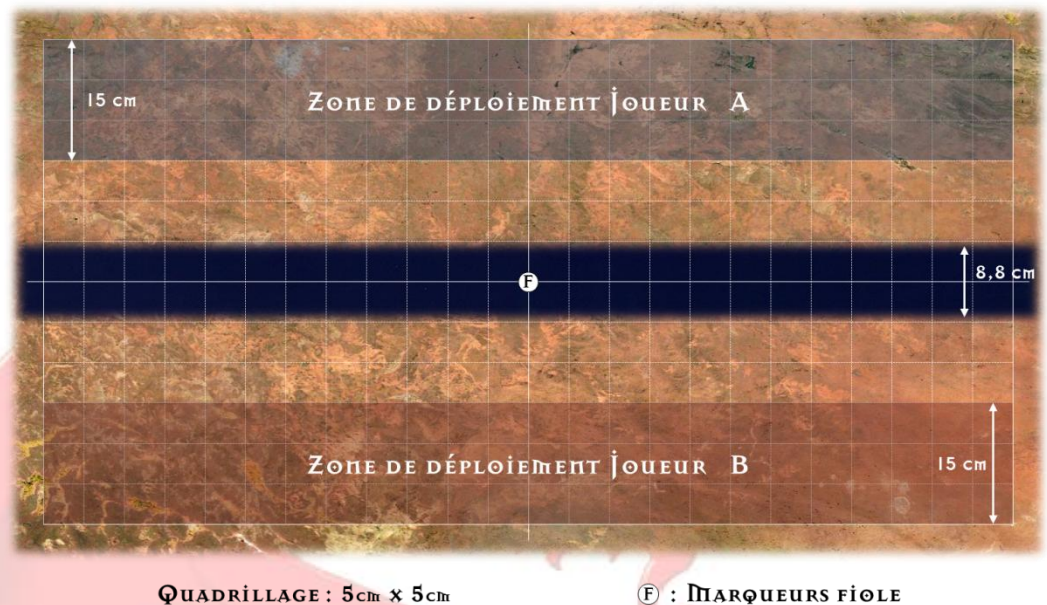 15 cm
Zone de déploiement Joueur A
8,8 cm
F
Zone de déploiement Joueur B
15 cm
Quadrillage : 5cm x 5cm
F : Marqueurs fiole